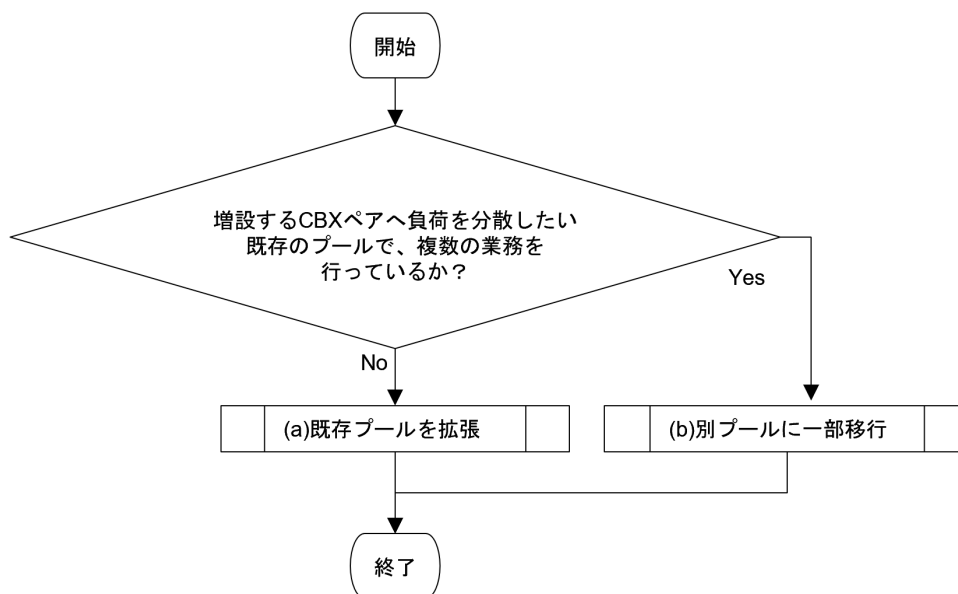 開始
増設するCBXペアへ負荷を分散したい
既存のプールで、複数の業務を
行っているか？
Yes
No
(a)既存プールを拡張
(b)別プールに一部移行
終了